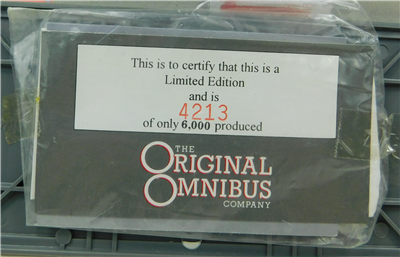 This is to certify that this is a
Limited Edition
and is
4213
of only 6,000 produced
THE
ORIGINAL
OMNIBUS
COMPANY